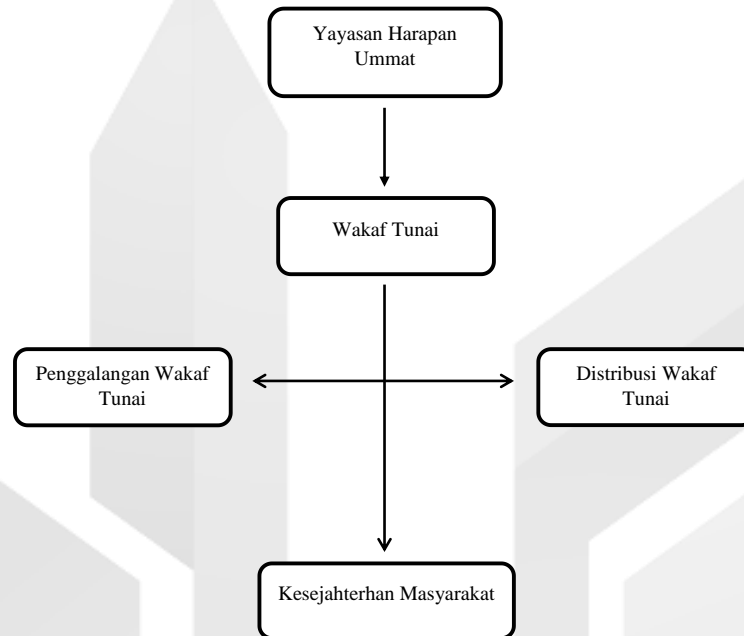 Yayasan Harapan
Ummat
Wakaf Tunai
Penggalangan Wakaf
Tunai
Distribusi Wakaf
Tunai
Kesejahterhan Masyarakat